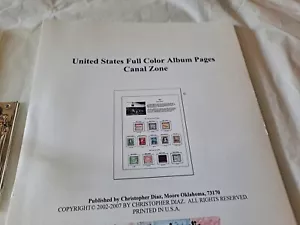 United States Full Color Album Pages
Canal Zone
Published by Christopher Diaz, Moore Oklahoma, 73170
COPYRIGHT© 2002-2007 BY CHRISTOPHER DIAZ. ALL RIGHTS RESERVED.
PRINTED IN U.S.A.